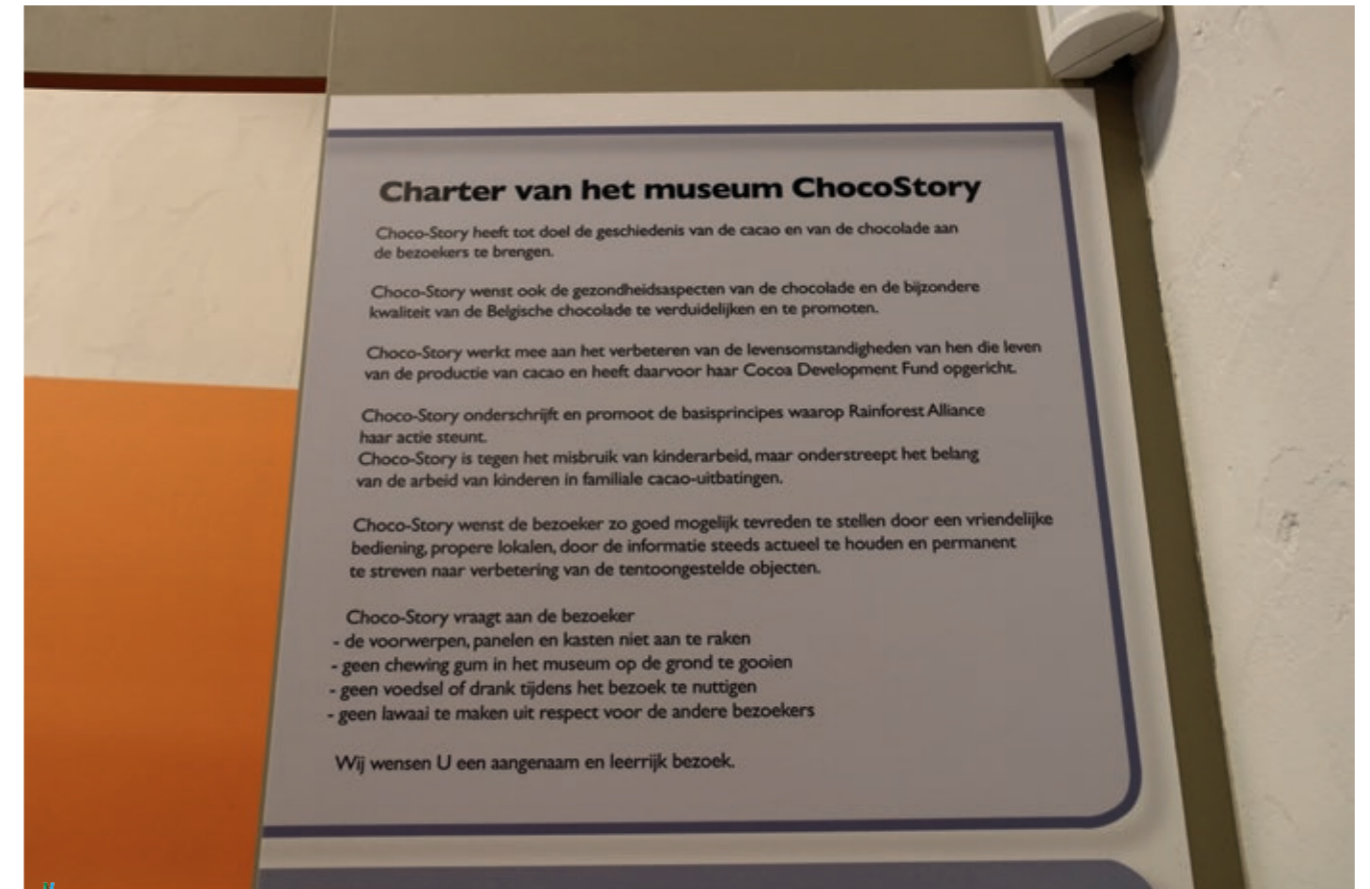 Charter van het museum ChocoStory
Choco-Story heeft tot doel de geschiedenis van de cacao en van de chocolade aan
de bezoekers te brengen.
Choco-Story wenst ook de gezondheidsaspecten van de chocolade en de bijzondere
kwaliteit van de Belgische chocolade te verduidelijken en te promoten.
Choco-Story werkt mee aan het verbeteren van de levensomstandigheden van hen die leven
van de productie van cacao en heeft daarvoor haar Cocoa Development Fund opgericht.
Choco-Story onderschrijft en promoot de basisprincipes waarop Rainforest Alliance
haar actie steunt.
Choco-Story is tegen het misbruik van kinderarbeid, maar onderstreept het belang
van de arbeid van kinderen in familiale cacao-uitbatingen.
Choco-Story wenst de bezoeker zo goed mogelijk tevreden te stellen door een vriendelijke
bediening, propere lokalen, door de informatie steeds actueel te houden en permanent
te streven naar verbetering van de tentoongestelde objecten.
Choco-Story vraagt aan de bezoeker
- de voorwerpen, panelen en kasten niet aan te raken
- geen chewing gum in het museum op de grond te gooien
- geen voedsel of drank tijdens het bezoek te nuttigen
- geen lawaai te maken uit respect voor de andere bezoekers
Wij wensen U een aangenaam en leerrijk bezoek.